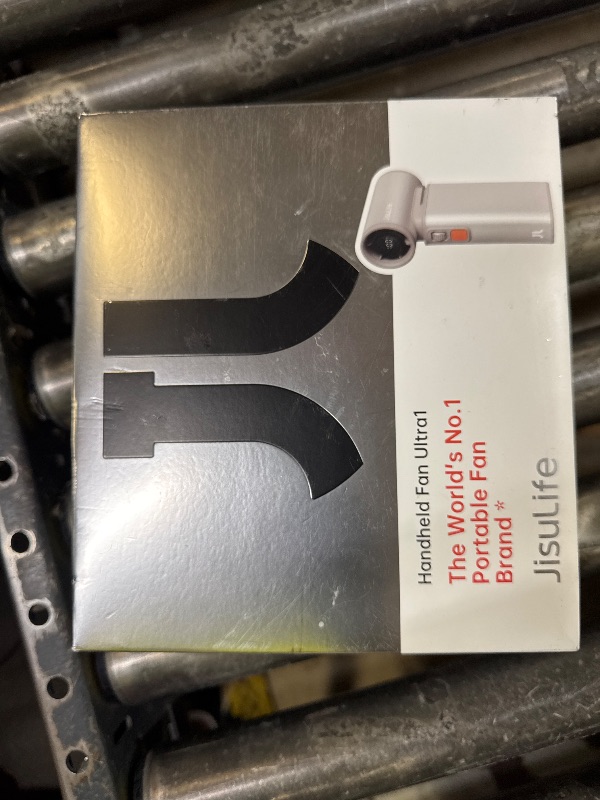 Handheld Fan Ultra1
The World's No.1
Portable Fan
Brand *
JisuLife